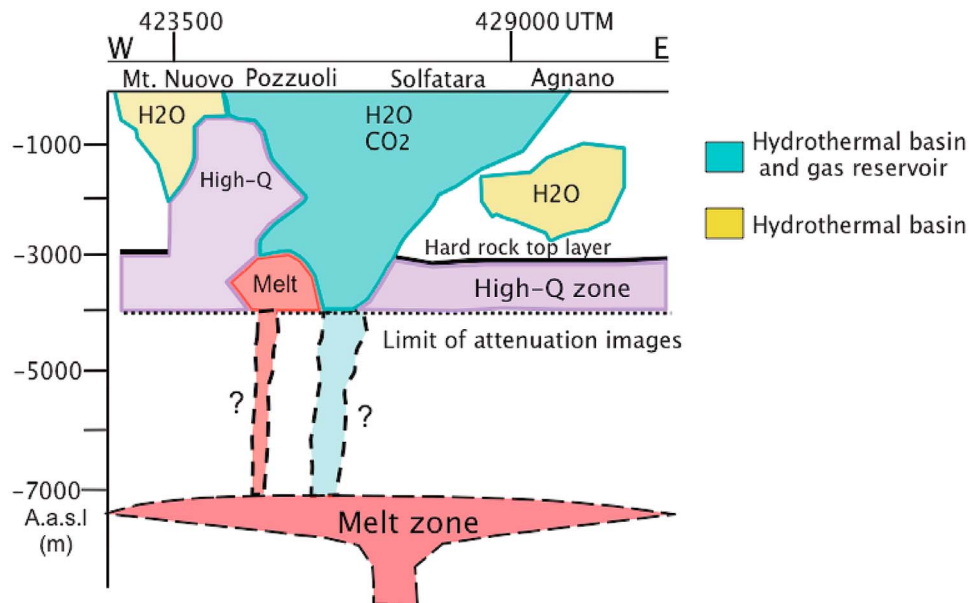 423500
429000 UTM
W
E
Mt. Nuovo
Pozzuoli
Solfatara
Agnano
H2O
H2O
CO2
-1000
High-Q
H2O
Hydrothermal basin
and gas reservoir
Hydrothermal basin
-3000
Hard rock top layer
Melt
High-Q zone
Limit of attenuation images
-5000
?
?
-7000
A.a.s.l
(m)
Melt zone